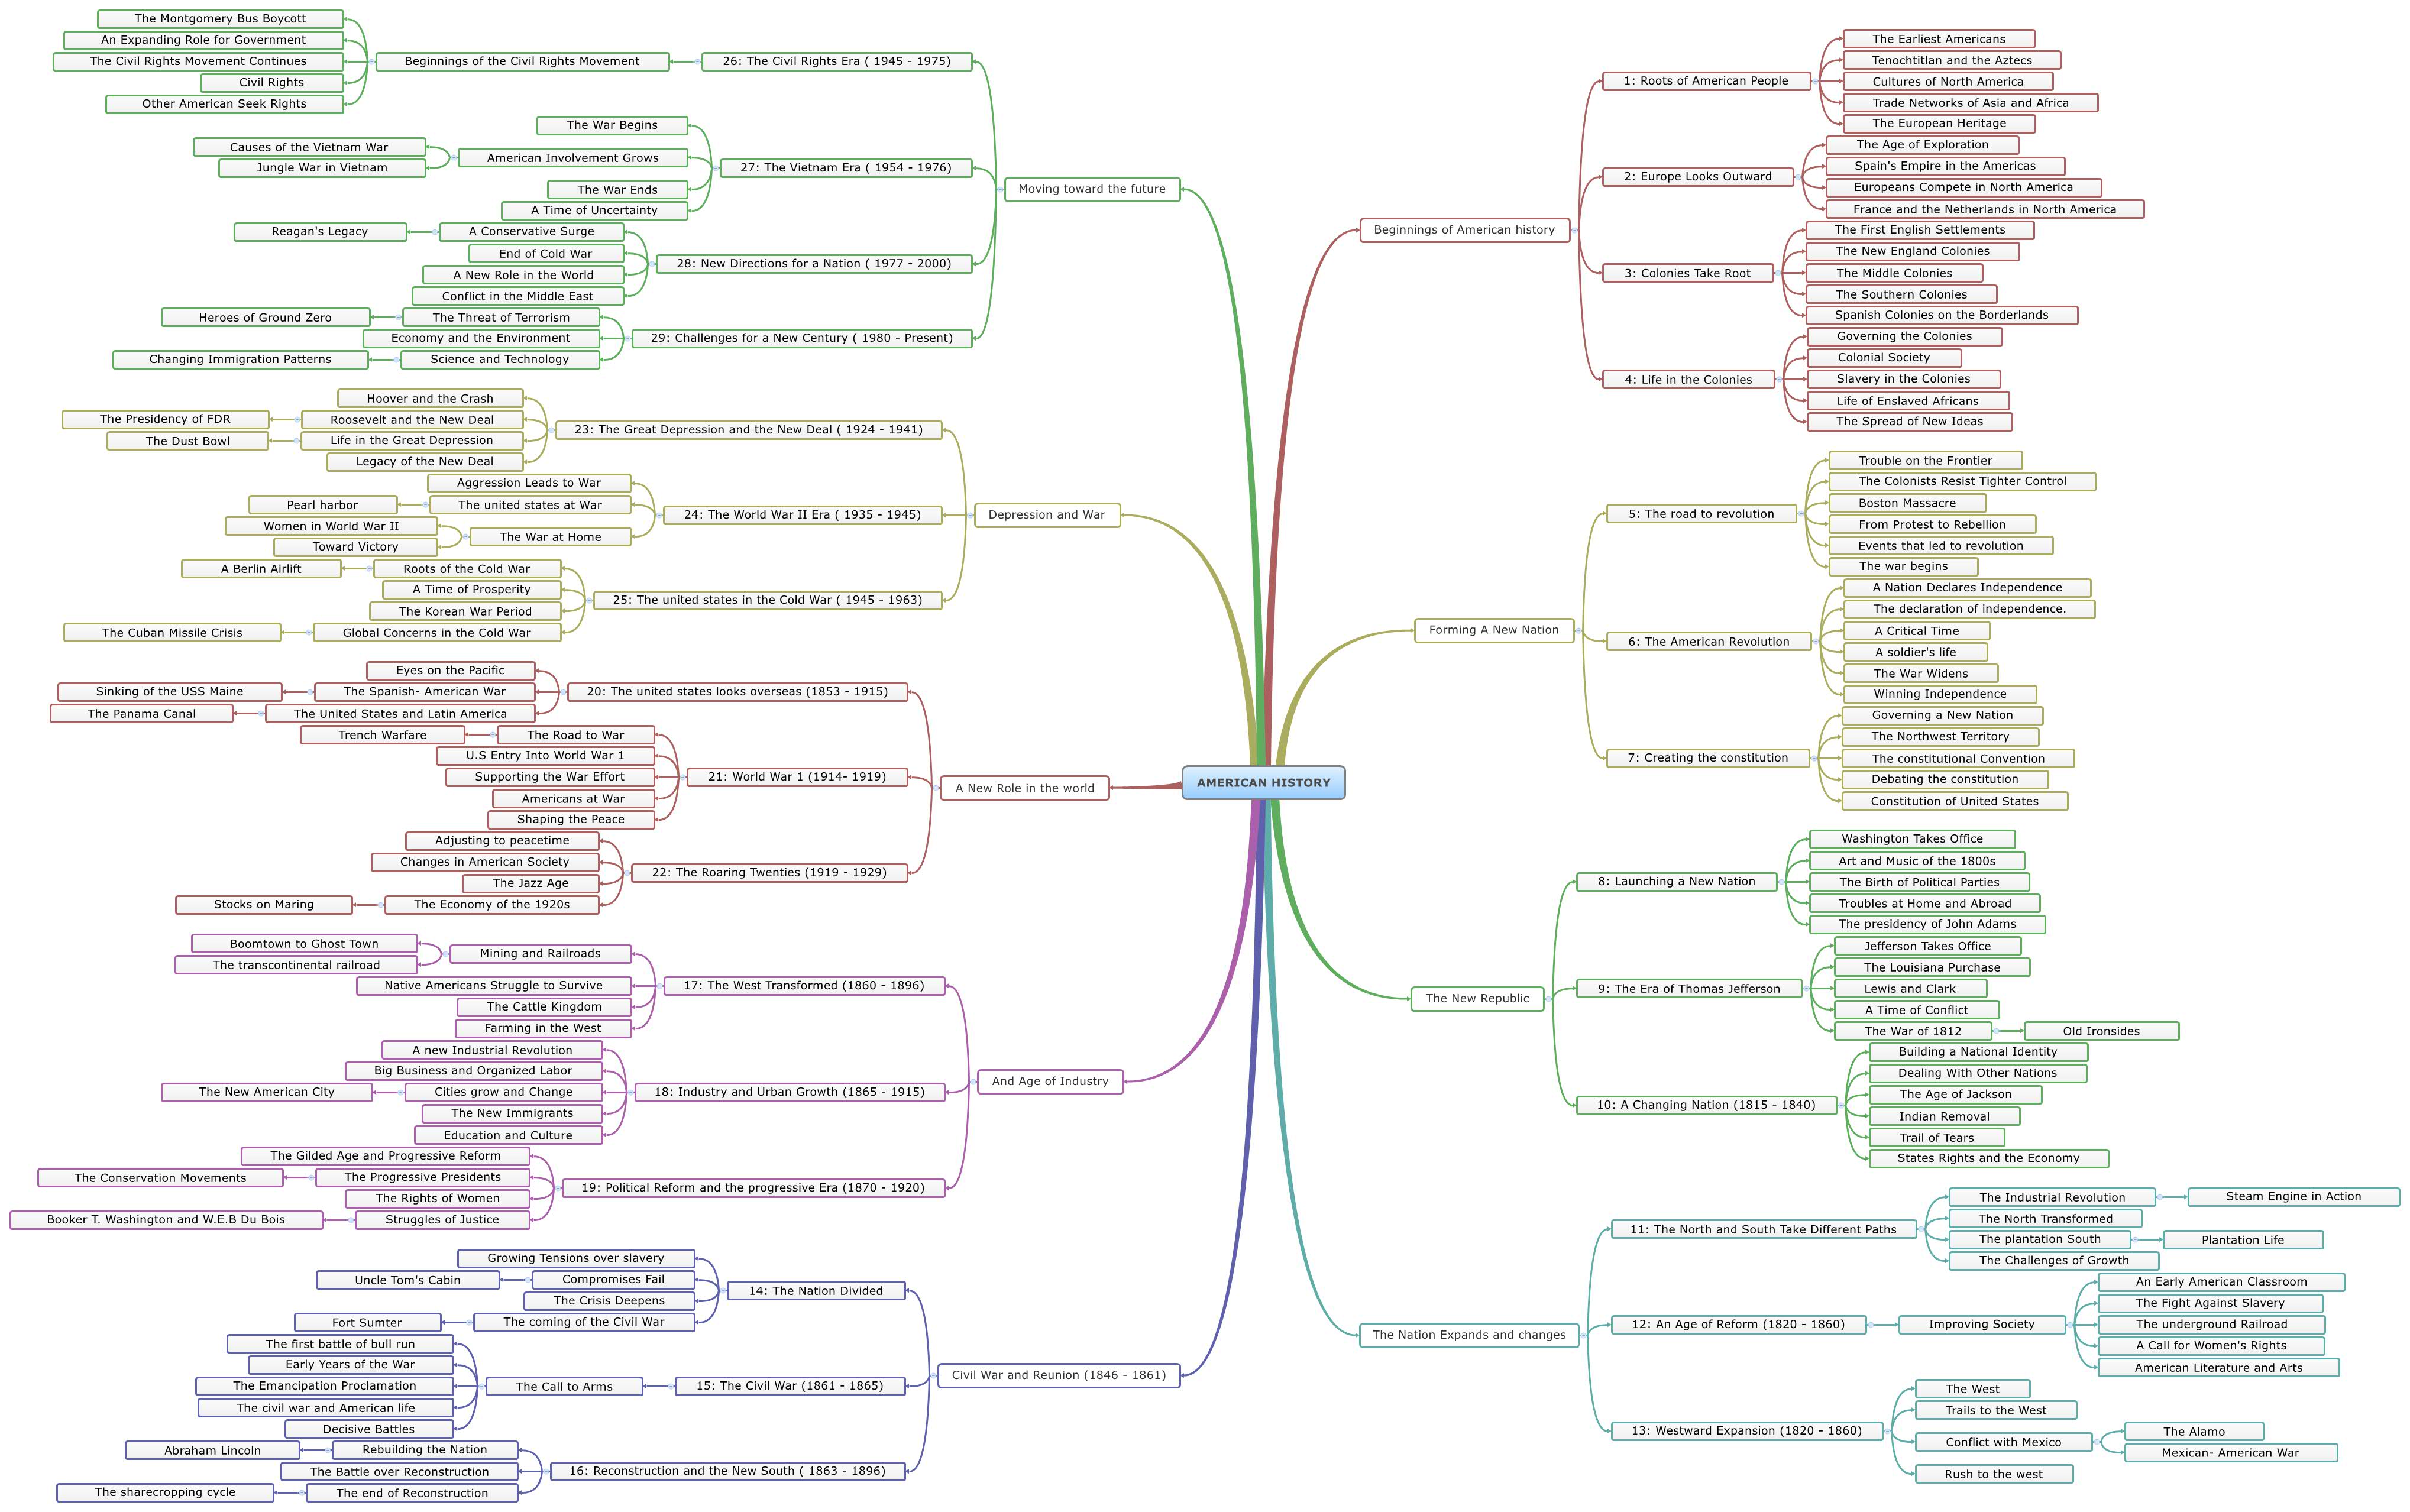 AMERICAN HISTORY
Beginnings of American history
1: Roots of American People
The Earliest Americans
Tenochtitlan and the Aztecs
Cultures of North America
Trade Networks of Asia and Africa
The European Heritage
2: Europe Looks Outward
The Age of Exploration
Spain's Empire in the Americas
Europeans Compete in North America
France and the Netherlands in North America
3: Colonies Take Root
The First English Settlements
The New England Colonies
The Middle Colonies
The Southern Colonies
Spanish Colonies on the Borderlands
4: Life in the Colonies
Governing the Colonies
Colonial Society
Slavery in the Colonies
Life of Enslaved Africans
The Spread of New Ideas
Forming A New Nation
5: The road to revolution
Trouble on the Frontier
The Colonists Resist Tighter Control
Boston Massacre
From Protest to Rebellion
Events that led to revolution
The war begins
6: The American Revolution
A Nation Declares Independence
The declaration of independence.
A Critical Time
A soldier's life
The War Widens
Winning Independence
7: Creating the constitution
Governing a New Nation
The Northwest Territory
The constitutional Convention
Debating the constitution
Constitution of United States
The New Republic
8: Launching a New Nation
Washington Takes Office
Art and Music of the 1800s
The Birth of Political Parties
Troubles at Home and Abroad
The presidency of John Adams
9: The Era of Thomas Jefferson
Jefferson Takes Office
The Louisiana Purchase
Lewis and Clark
A Time of Conflict
The War of 1812
Old Ironsides
10: A Changing Nation (1815 - 1840)
Building a National Identity
Dealing With Other Nations
The Age of Jackson
Indian Removal
Trail of Tears
States Rights and the Economy
The Nation Expands and changes
11: The North and South Take Different Paths
The Industrial Revolution
Steam Engine in Action
The North Transformed
The plantation South
Plantation Life
The Challenges of Growth
12: An Age of Reform (1820 - 1860)
Improving Society
An Early American Classroom
The Fight Against Slavery
The underground Railroad
A Call for Women's Rights
American Literature and Arts
13: Westward Expansion (1820 - 1860)
The West
Trails to the West
Conflict with Mexico
The Alamo
Mexican- American War
Rush to the west
Civil War and Reunion (1846 - 1861)
14: The Nation Divided
Growing Tensions over slavery
Compromises Fail
Uncle Tom's Cabin
The Crisis Deepens
The coming of the Civil War
Fort Sumter
15: The Civil War (1861 - 1865)
The Call to Arms
The first battle of bull run
Early Years of the War
The Emancipation Proclamation
The civil war and American life
Decisive Battles
16: Reconstruction and the New South ( 1863 - 1896)
Rebuilding the Nation
Abraham Lincoln
The Battle over Reconstruction
The end of Reconstruction
The sharecropping cycle
And Age of Industry
17: The West Transformed (1860 - 1896)
Mining and Railroads
Boomtown to Ghost Town
The transcontinental railroad
Native Americans Struggle to Survive
The Cattle Kingdom
Farming in the West
18: Industry and Urban Growth (1865 - 1915)
A new Industrial Revolution
Big Business and Organized Labor
Cities grow and Change
The New American City
The New Immigrants
Education and Culture
19: Political Reform and the progressive Era (1870 - 1920)
The Gilded Age and Progressive Reform
The Progressive Presidents
The Conservation Movements
The Rights of Women
Struggles of Justice
Booker T. Washington and W.E.B Du Bois
A New Role in the world
20: The united states looks overseas (1853 - 1915)
Eyes on the Pacific
The Spanish- American War
Sinking of the USS Maine
The United States and Latin America
The Panama Canal
21: World War 1 (1914- 1919)
The Road to War
Trench Warfare
U.S Entry Into World War 1
Supporting the War Effort
Americans at War
Shaping the Peace
22: The Roaring Twenties (1919 - 1929)
Adjusting to peacetime
Changes in American Society
The Jazz Age
The Economy of the 1920s
Stocks on Maring
Depression and War
23: The Great Depression and the New Deal ( 1924 - 1941)
Hoover and the Crash
Roosevelt and the New Deal
The Presidency of FDR
Life in the Great Depression
The Dust Bowl
Legacy of the New Deal
24: The World War II Era ( 1935 - 1945)
Aggression Leads to War
The united states at War
Pearl harbor
The War at Home
Women in World War II
Toward Victory
25: The united states in the Cold War ( 1945 - 1963)
Roots of the Cold War
A Berlin Airlift
A Time of Prosperity
The Korean War Period
Global Concerns in the Cold War
The Cuban Missile Crisis
Moving toward the future
26: The Civil Rights Era ( 1945 - 1975)
Beginnings of the Civil Rights Movement
The Montgomery Bus Boycott
An Expanding Role for Government
The Civil Rights Movement Continues
Civil Rights
Other American Seek Rights
27: The Vietnam Era ( 1954 - 1976)
The War Begins
American Involvement Grows
Causes of the Vietnam War
Jungle War in Vietnam
The War Ends
A Time of Uncertainty
28: New Directions for a Nation ( 1977 - 2000)
A Conservative Surge
Reagan's Legacy
End of Cold War
A New Role in the World
Conflict in the Middle East
29: Challenges for a New Century ( 1980 - Present)
The Threat of Terrorism
Heroes of Ground Zero
Economy and the Environment
Science and Technology
Changing Immigration Patterns